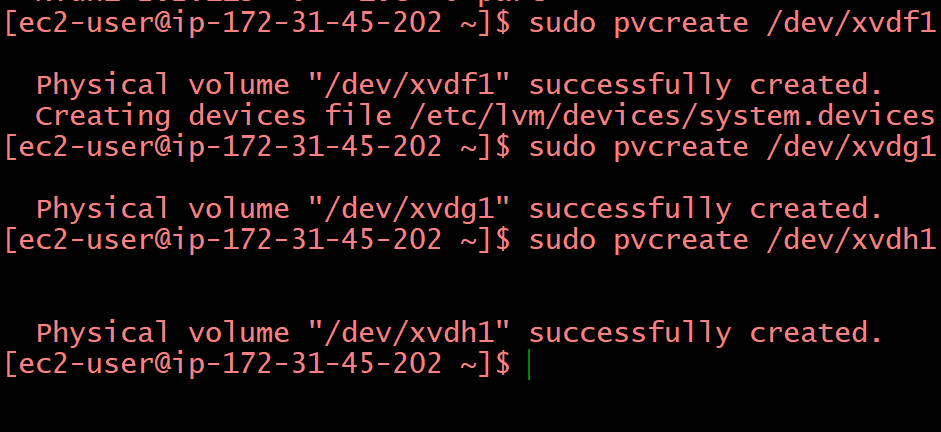 [ec2-user@ip-172-31-45-202 ~]$ sudo pvcreate /dev/xvdf1
Physical volume "/dev/xvdf1" successfully created.
Creating devices file /etc/lvm/devices/system.devices
[ec2-user@ip-172-31-45-202 ~]$ sudo pvcreate /dev/xvdg1
Physical volume "/dev/xvdg1" successfully created.
[ec2-user@ip-172-31-45-202 ~]$ sudo pvcreate /dev/xvdh1
Physical volume "/dev/xvdh1" successfully created.
[ec2-user@ip-172-31-45-202 ~]$